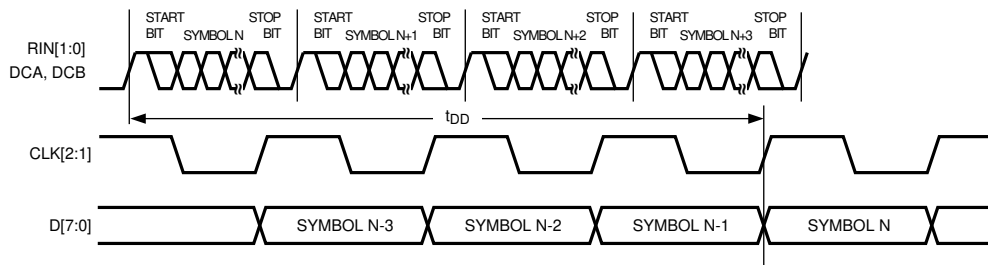 START BIT SYMBOL N STOP BIT START BIT SYMBOL N+1 STOP BIT START BIT SYMBOL N+2 STOP BIT START BIT SYMBOL N+3 STOP BIT
RIN[1:0]
DCA, DCB
tDD
CLK[2:1]
D[7:0] SYMBOL N-3 SYMBOL N-2 SYMBOL N-1 SYMBOL N